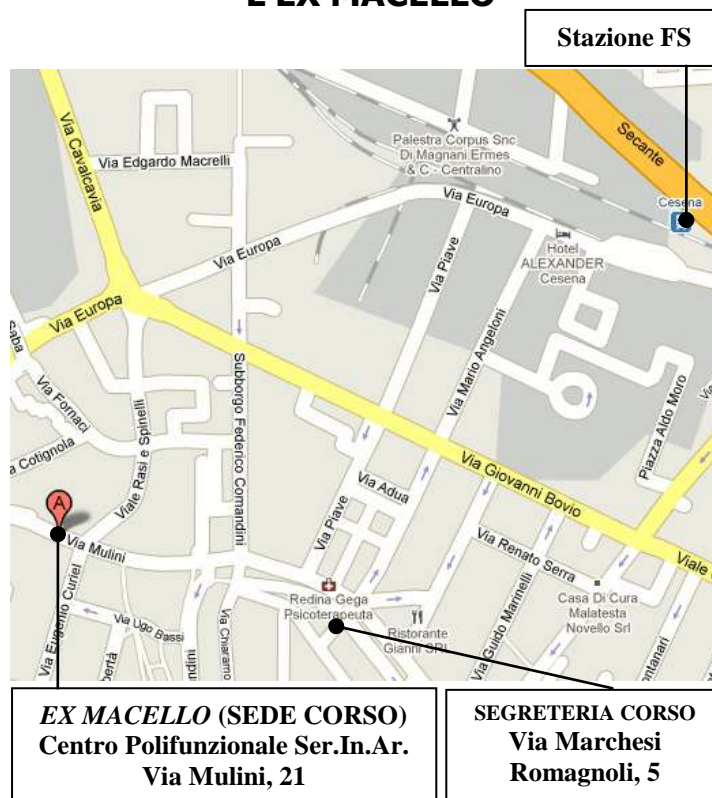 E EX MACELLO
Stazione FS
Via Cavalcavia
Secante
Palestra Corpus Snc
Di Magnani Ermes
& C - Centralino
Via Edgardo Macrelli
Via Europa
Cesena
Via Europa
Hotel
ALEXANDER
Cesena
Via Piave
Via Europa
Via Mario Angeloni
Saba
Subborgo Federico Comandini
Via Fornaci
Piazza Aldo Moro
Viale Rasi e Spinelli
a Cotignola
Via Giovanni Bovio
Via Adua
A
Via Piave
Via Mulini
Via Renato Serra
Viale
Redina Gega
Psicoterapeuta
Casa Di Cura
Malatesta
Novello Srl
Via Eugenio Curiel
Via Ugo Bassi
Via Chiaramo
Ristorante
Gianni SRL
Via Guido Marinelli
ontanari
bertà
ndini
EX MACELLO (SEDE CORSO)
Centro Polifunzionale Ser.In.Ar.
Via Mulini, 21
SEGRETERIA CORSO
Via Marchesi
Romagnoli, 5